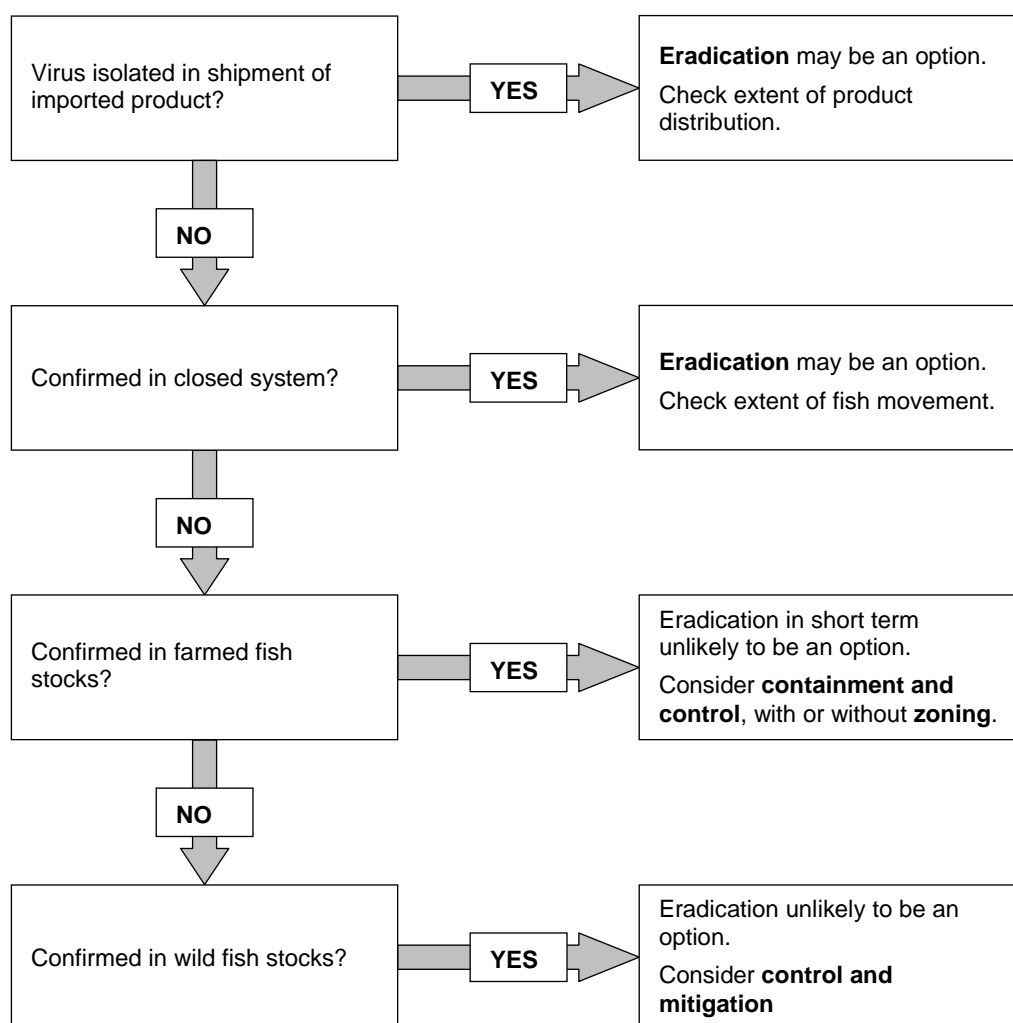 Virus isolated in shipment of
imported product?
YES
Eradication may be an option.
Check extent of product
distribution.
NO
Confirmed in closed system?
YES
Eradication may be an option.
Check extent of fish movement.
NO
Confirmed in farmed fish
stocks?
YES
Eradication in short term
unlikely to be an option.
Consider containment and
control, with or without zoning.
NO
Confirmed in wild fish stocks?
YES
Eradication unlikely to be an
option.
Consider control and
mitigation